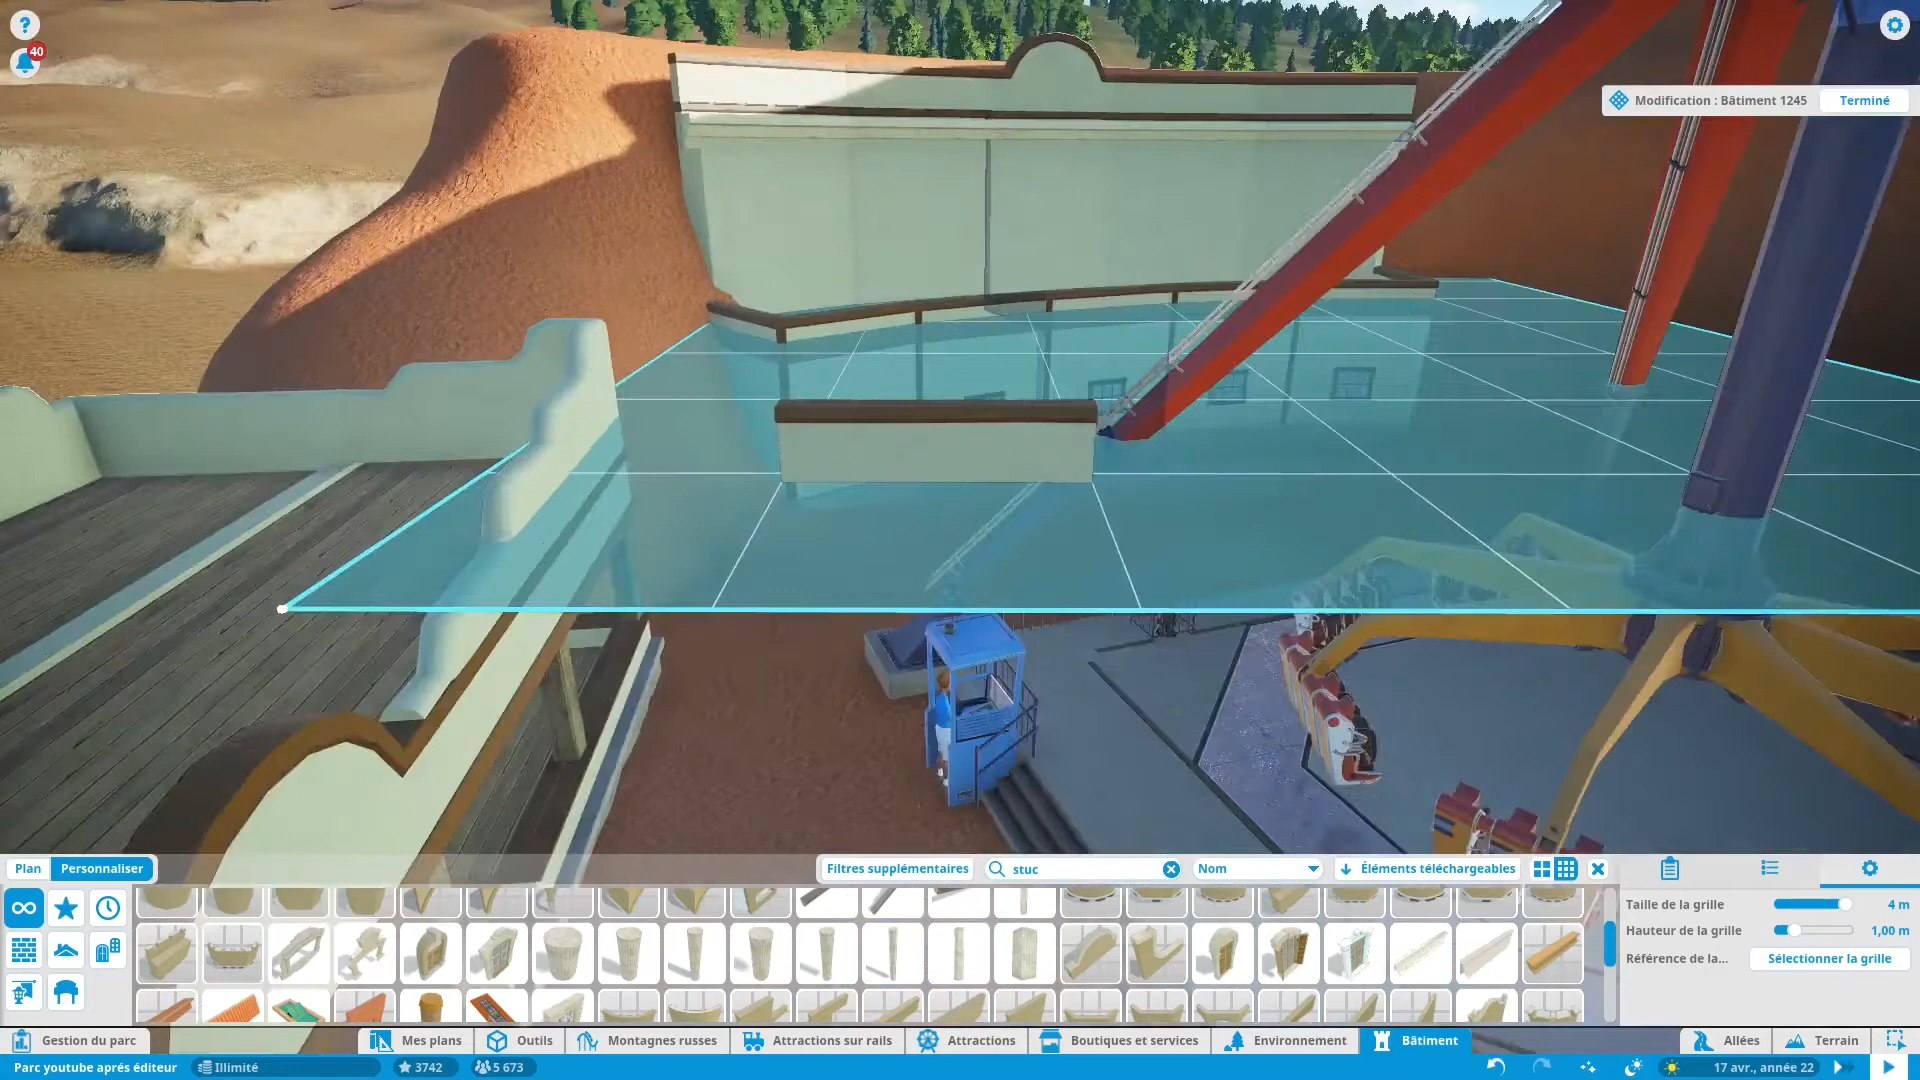 ?
40
Modification : Bâtiment 1245
Terminé
Plan
Personnaliser
Filtres supplémentaires
stuc
Nom
Éléments téléchargeables
Taille de la grille
4 m
Hauteur de la grille
1,00 m
Référence de la...
Sélectionner la grille
Gestion du parc
Mes plans
Outils
Montagnes russes
Attractions sur rails
Attractions
Boutiques et services
Environnement
Bâtiment
Allées
Terrain
Parc youtube aprés éditeur
Illimité
3742
5 673
17 avr., année 22